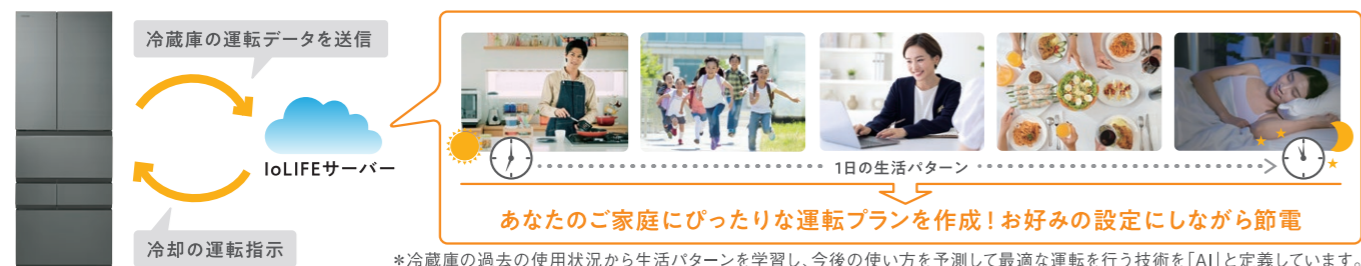 冷蔵庫の運転データを送信
IoLIFEサーバー
冷却の運転指示
1日の生活パターン
あなたのご家庭にぴったりな運転プランを作成！お好みの設定にしながら節電
*冷蔵庫の過去の使用状況から生活パターンを学習し、今後の使い方を予測して最適な運転を行う技術を「AI」と定義しています。